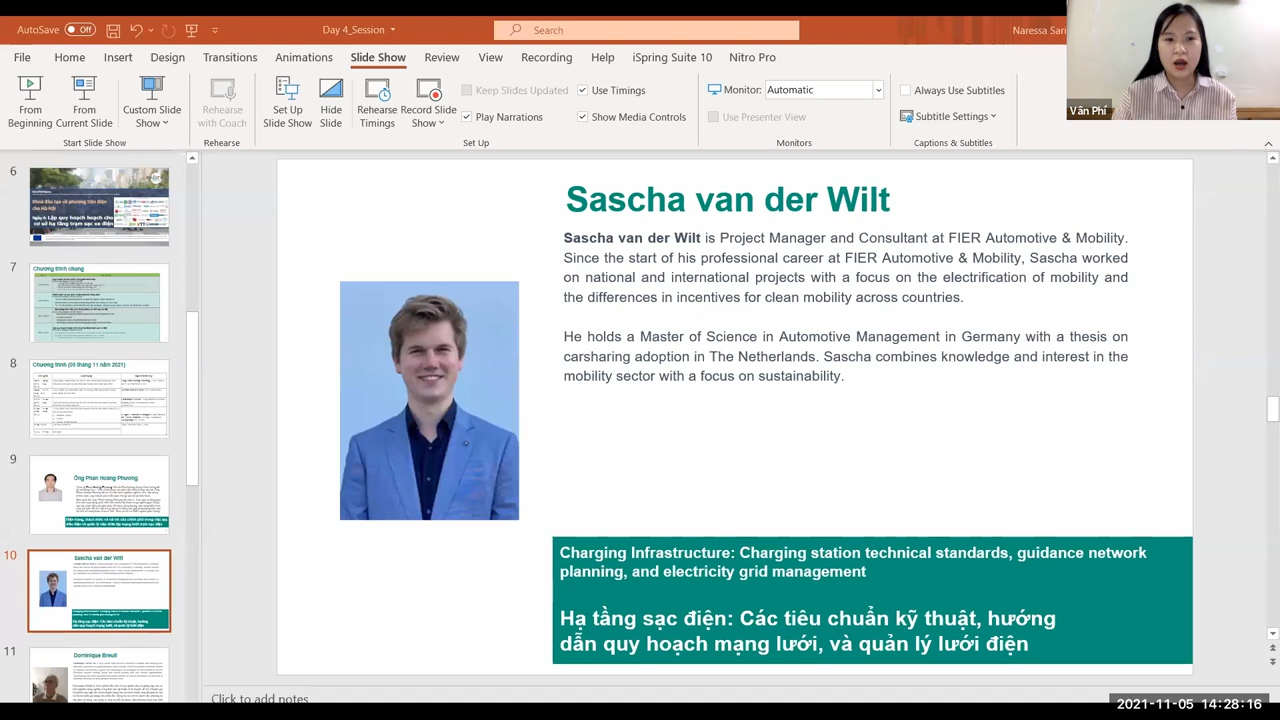 AutoSave Off Day 4_Session Search Naressa Sari
File Home Insert Design Transitions Animations Slide Show Review View Recording Help iSpring Suite 10 Nitro Pro
From Beginning
From Current Slide
Custom Slide Show
Rehearse with Coach
Set Up Slide Show
Hide Slide
Rehearse Timings
Record Slide Show
Keep Slides Updated
Use Timings
Play Narrations
Show Media Controls
Monitor: Automatic
Use Presenter View
Always Use Subtitles
Subtitle Settings
Start Slide Show
Rehearse
Set Up
Monitors
Captions & Subtitles
Vân Phí
6
Khoá đào tạo về phương tiện điện
cho Hà Nội
7
Chương trình chung
8
Chương trình (05 tháng 11 năm 2021)
9
Ông Phan Hoàng Phương
10
Sascha van der Wilt
11
Dominique Breuil
Sascha van der Wilt
Sascha van der Wilt is Project Manager and Consultant at FIER Automotive & Mobility.
Since the start of his professional career at FIER Automotive & Mobility, Sascha worked
on national and international projects with a focus on the electrification of mobility and
the differences in incentives for clean mobility across countries.
He holds a Master of Science in Automotive Management in Germany with a thesis on
carsharing adoption in The Netherlands. Sascha combines knowledge and interest in the
mobility sector with a focus on sustainability.
Charging Infrastructure: Charging station technical standards, guidance network
planning, and electricity grid management
Hạ tầng sạc điện: Các tiêu chuẩn kỹ thuật, hướng
dẫn quy hoạch mạng lưới, và quản lý lưới điện
Click to add notes
2021-11-05 14:28:16